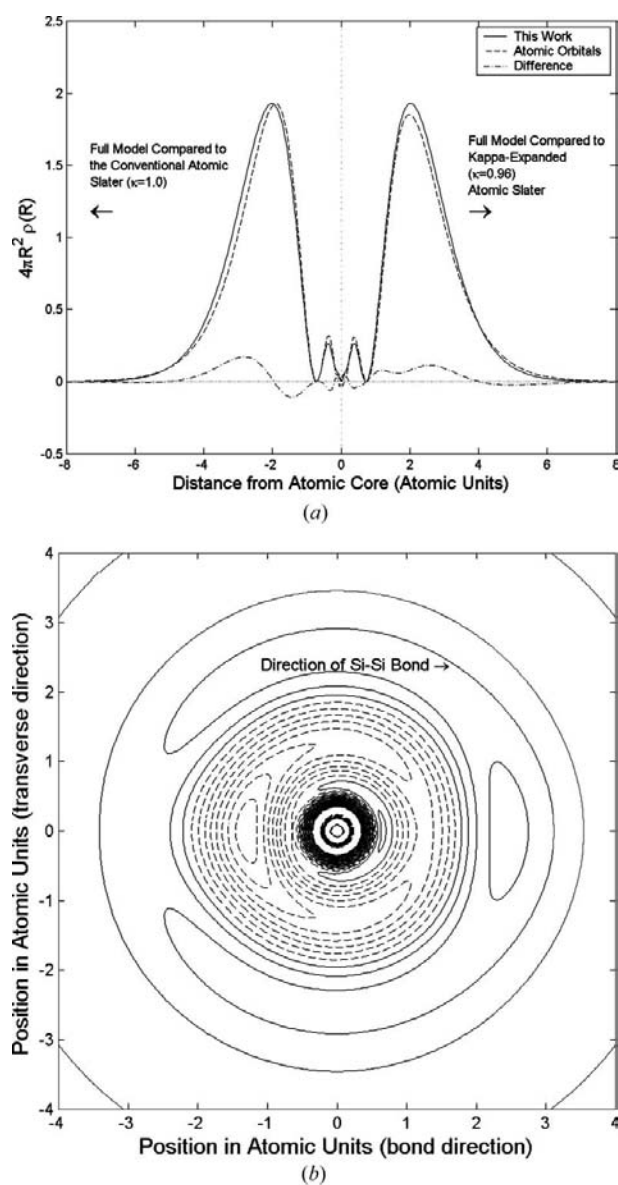 2.5
This Work
Atomic Orbitals
Difference
2
Full Model Compared to
the Conventional Atomic
Slater (κ=1.0)
←
Full Model Compared to
Kappa-Expanded
(κ=0.96)
Atomic Slater
→
1.5
1
0.5
0
-0.5
4πR² ρ(R)
-8 -6 -4 -2 0 2 4 6 8
Distance from Atomic Core (Atomic Units)
(a)
4
3
2
1
0
-1
-2
-3
-4
Position in Atomic Units (transverse direction)
Direction of Si-Si Bond →
-4 -3 -2 -1 0 1 2 3 4
Position in Atomic Units (bond direction)
(b)